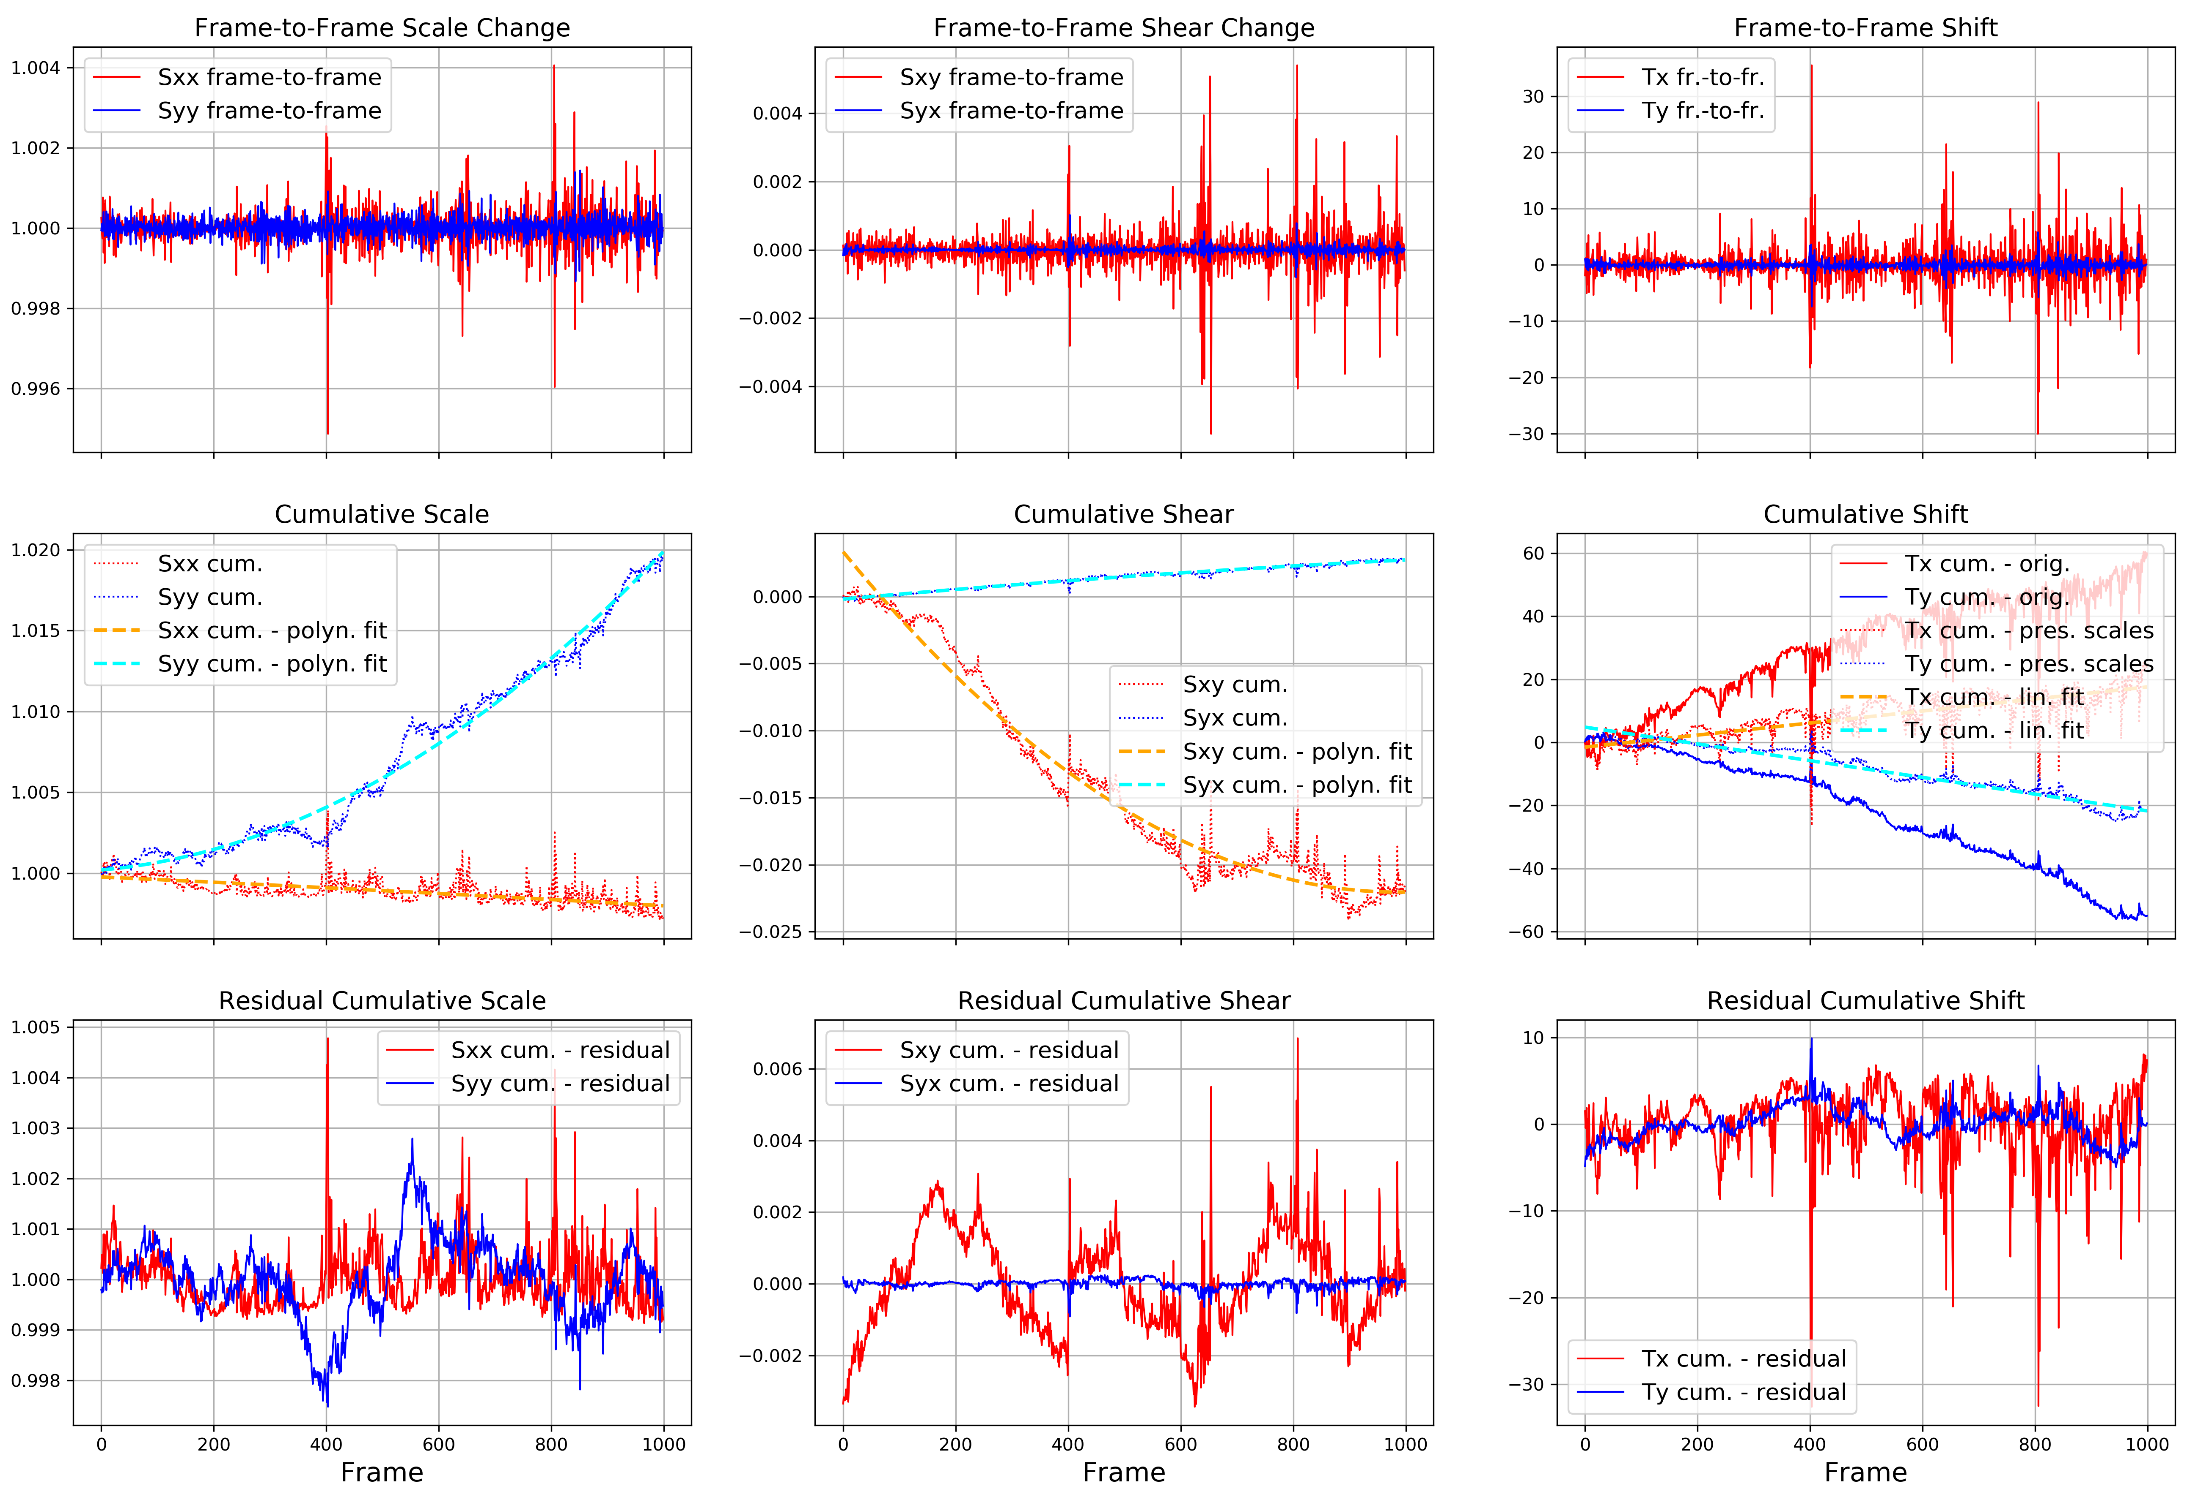 Frame-to-Frame Scale Change
1.004
1.002
1.000
0.998
0.996
Sxx frame-to-frame
Syy frame-to-frame
Frame-to-Frame Shear Change
0.004
0.002
0.000
−0.002
−0.004
Sxy frame-to-frame
Syx frame-to-frame
Frame-to-Frame Shift
30
20
10
0
−10
−20
−30
Tx fr.-to-fr.
Ty fr.-to-fr.
Cumulative Scale
1.020
1.015
1.010
1.005
1.000
Sxx cum.
Syy cum.
Sxx cum. - polyn. fit
Syy cum. - polyn. fit
Cumulative Shear
0.000
−0.005
−0.010
−0.015
−0.020
−0.025
Sxy cum.
Syx cum.
Sxy cum. - polyn. fit
Syx cum. - polyn. fit
Cumulative Shift
60
40
20
0
−20
−40
−60
Tx cum. - orig.
Ty cum. - orig.
Tx cum. - pres. scales
Ty cum. - pres. scales
Tx cum. - lin. fit
Ty cum. - lin. fit
Residual Cumulative Scale
1.005
1.004
1.003
1.002
1.001
1.000
0.999
0.998
Sxx cum. - residual
Syy cum. - residual
0 200 400 600 800 1000
Frame
Residual Cumulative Shear
0.006
0.004
0.002
0.000
−0.002
Sxy cum. - residual
Syx cum. - residual
0 200 400 600 800 1000
Frame
Residual Cumulative Shift
10
0
−10
−20
−30
Tx cum. - residual
Ty cum. - residual
0 200 400 600 800 1000
Frame